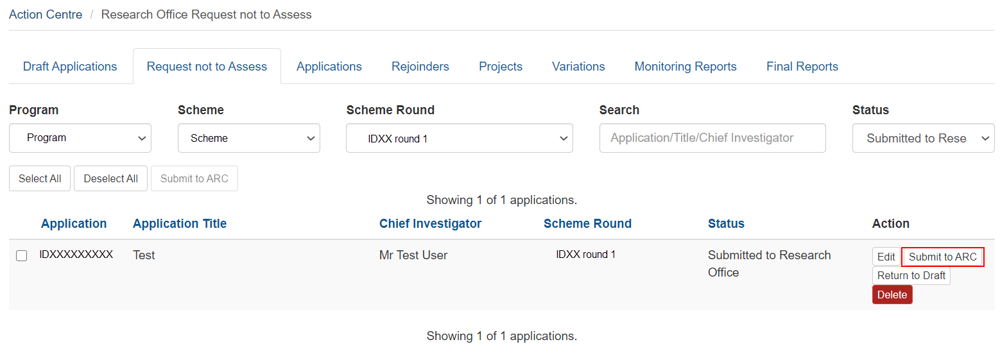 Action Centre / Research Office Request not to Assess
Draft Applications Request not to Assess Applications Rejoinders Projects Variations Monitoring Reports Final Reports
Program Scheme Scheme Round Search Status
Program Scheme IDXX round 1 Application/Title/Chief Investigator Submitted to Rese
Select All Deselect All Submit to ARC
Showing 1 of 1 applications.
Application Application Title Chief Investigator Scheme Round Status Action
IDXXXXXXXXX Test Mr Test User IDXX round 1 Submitted to Research Edit Submit to ARC
Office Return to Draft
Delete
Showing 1 of 1 applications.